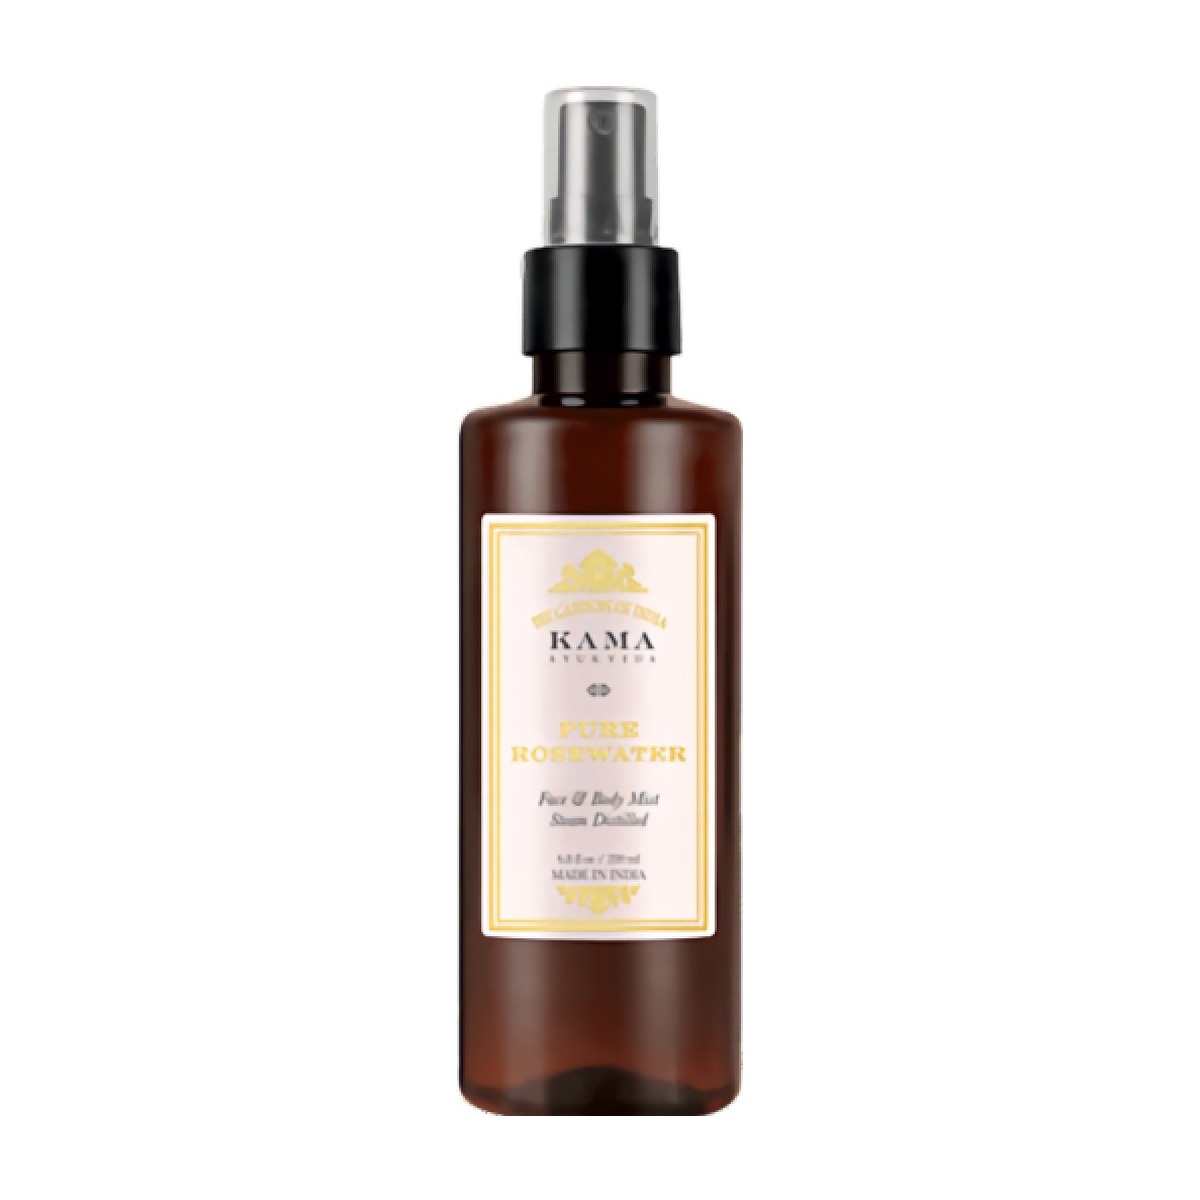 THE GARDENS OF INDIA
KAMA
AYURVEDA
PURE
ROSEWATER
Face & Body Mist
Steam Distilled
MADE IN INDIA